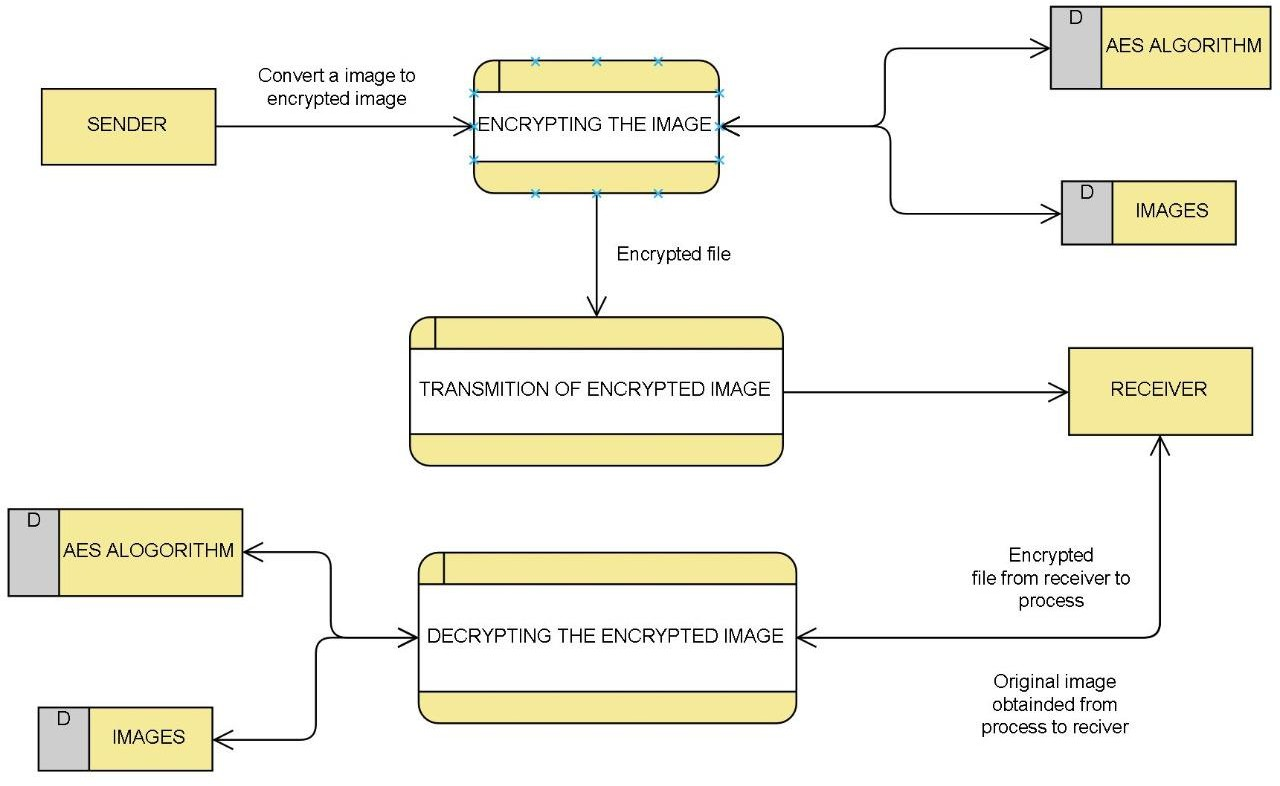 D
AES ALGORITHM
Convert a image to
encrypted image
SENDER
ENCRYPTING THE IMAGE
D
IMAGES
Encrypted file
TRANSMITION OF ENCRYPTED IMAGE
RECEIVER
D
AES ALOGORITHM
Encrypted
file from receiver to
process
DECRYPTING THE ENCRYPTED IMAGE
Original image
obtainded from
process to reciver
D
IMAGES